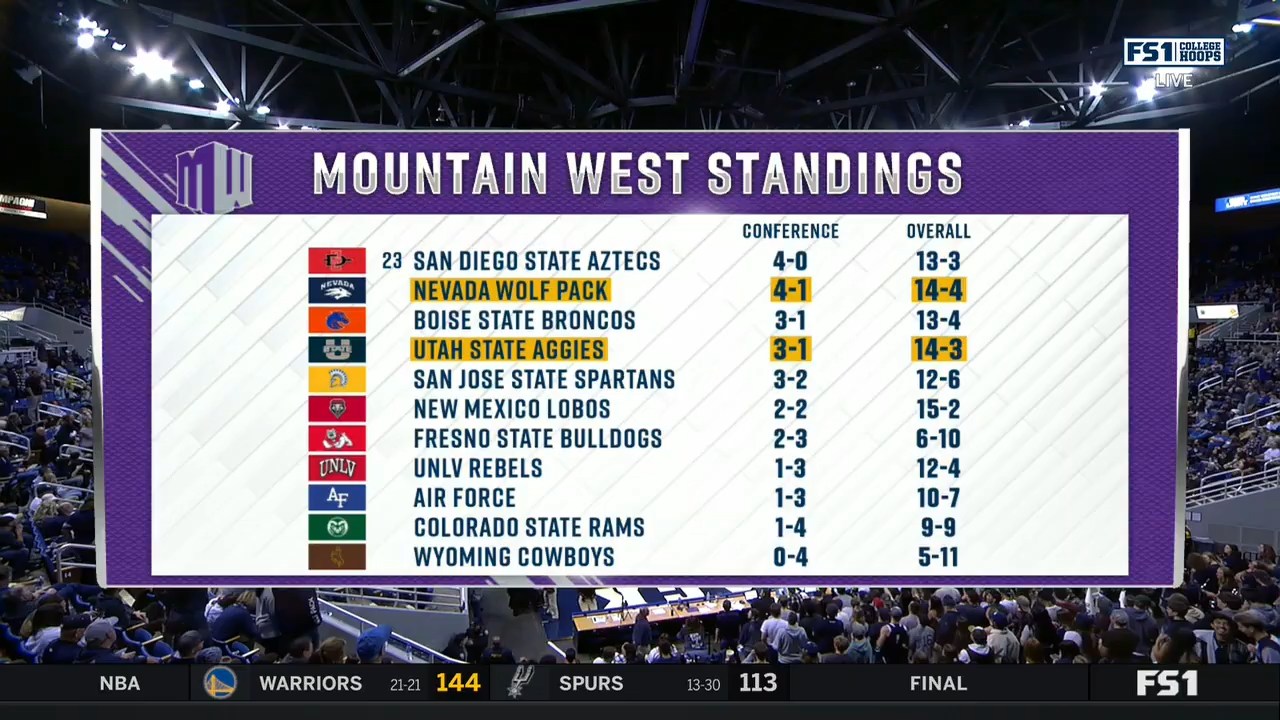 FS1 COLLEGE HOOPS
LIVE
MW MOUNTAIN WEST STANDINGS
CONFERENCE OVERALL
23 SAN DIEGO STATE AZTECS 4-0 13-3
NEVADA NEVADA WOLF PACK 4-1 14-4
BOISE STATE BRONCOS 3-1 13-4
U UTAH STATE AGGIES 3-1 14-3
SAN JOSE STATE SPARTANS 3-2 12-6
NEW MEXICO LOBOS 2-2 15-2
FRESNO STATE BULLDOGS 2-3 6-10
UNLV UNLV REBELS 1-3 12-4
AF AIR FORCE 1-3 10-7
COLORADO STATE RAMS 1-4 9-9
WYOMING COWBOYS 0-4 5-11
NBA WARRIORS 21-21 144 SPURS 13-30 113 FINAL FS1